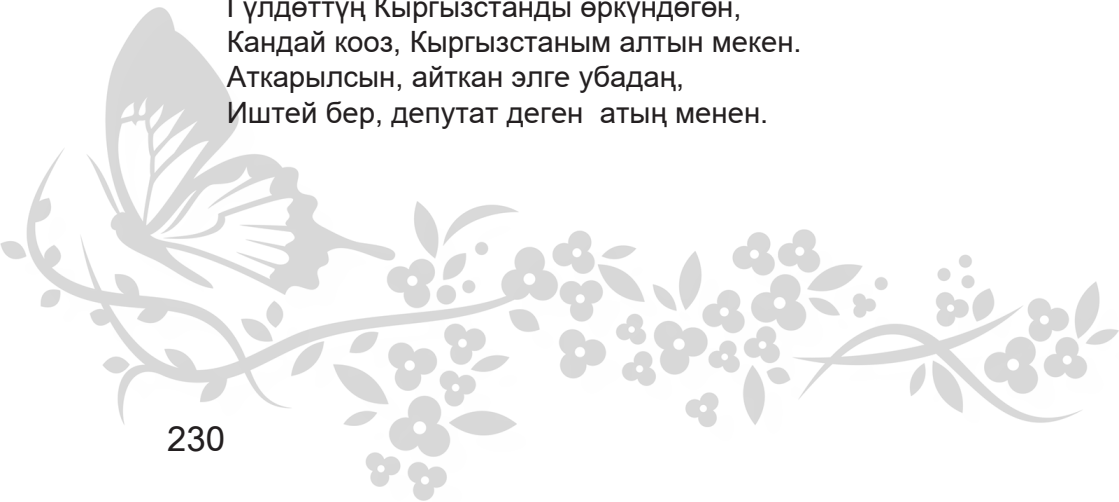 Гүлдөттүң Кыргызстанды өркүндөгөн,
Кандай кооз, Кыргызстаным алтын мекен.
Аткарылсын, айткан элге убадаң,
Иштей бер, депутат деген атың менен.
230